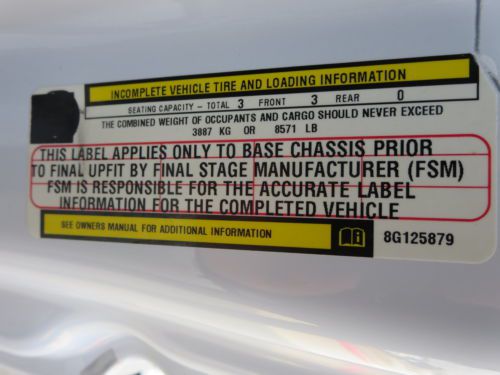 INCOMPLETE VEHICLE TIRE AND LOADING INFORMATION
SEATING CAPACITY - TOTAL 3 FRONT 3 REAR 0
THE COMBINED WEIGHT OF OCCUPANTS AND CARGO SHOULD NEVER EXCEED
3887 KG OR 8571 LB
THIS LABEL APPLIES ONLY TO BASE CHASSIS PRIOR
TO FINAL UPFIT BY FINAL STAGE MANUFACTURER (FSM)
FSM IS RESPONSIBLE FOR THE ACCURATE LABEL
INFORMATION FOR THE COMPLETED VEHICLE
SEE OWNERS MANUAL FOR ADDITIONAL INFORMATION
8G125879